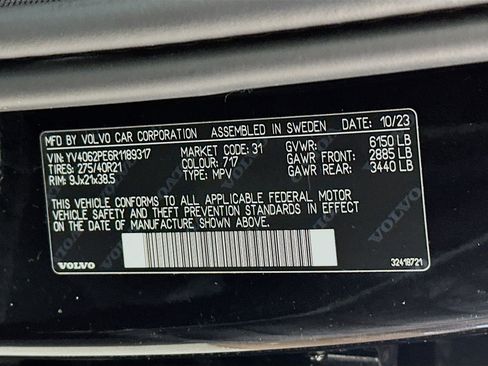 MFD BY VOLVO CAR CORPORATION ASSEMBLED IN SWEDEN DATE: 10/23
VIN: YV4062PE6R1189317 MARKET CODE: 31 GVWR: 6150 LB
TIRES: 275/40R21 COLOUR: 717 GAWR FRONT: 2885 LB
RIM: 9Jx21x38.5 TYPE: MPV GAWR REAR: 3440 LB
THIS VEHICLE CONFORMS TO ALL APPLICABLE FEDERAL MOTOR
VEHICLE SAFETY AND THEFT PREVENTION STANDARDS IN EFFECT
ON THE DATE OF MANUFACTURE SHOWN ABOVE.
VOLVO 32418721